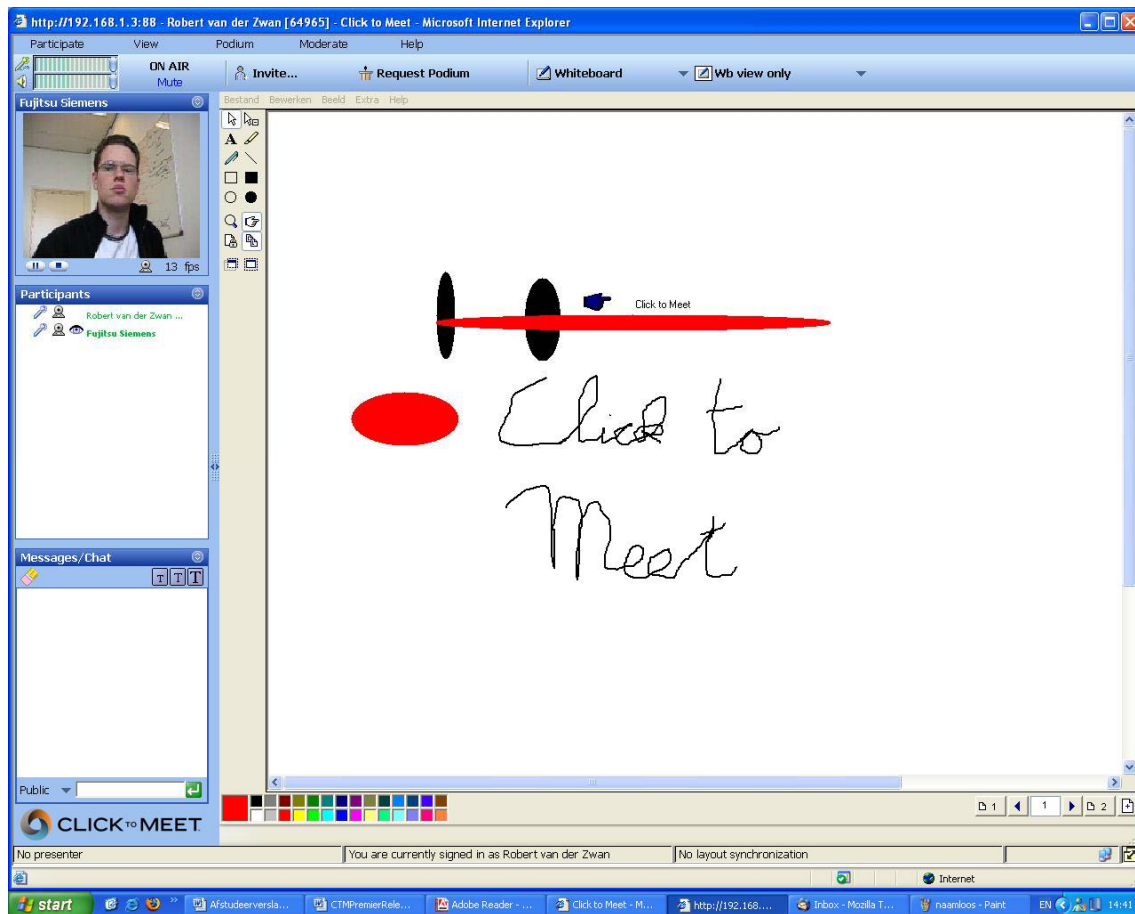 http://192.168.1.3:88 - Robert van der Zwan [64965] - Click to Meet - Microsoft Internet Explorer
Participate View Podium Moderate Help
ON AIR
Mute
Invite... Request Podium Whiteboard Wb view only
Fujitsu Siemens
Bestand Bewerken Beeld Extra Help
A
13 fps
Participants
Robert van der Zwan ...
Fujitsu Siemens
Click to Meet
Click to
Meet
Messages/Chat
T T T
Public
CLICK TO MEET
1 1 2
No presenter You are currently signed in as Robert van der Zwan No layout synchronization
Internet
start Afstudeerversla... CTMPremierRele... Adobe Reader - ... Click to Meet - M... http://192.168.... Inbox - Mozilla T... naamloos - Paint EN 14:41